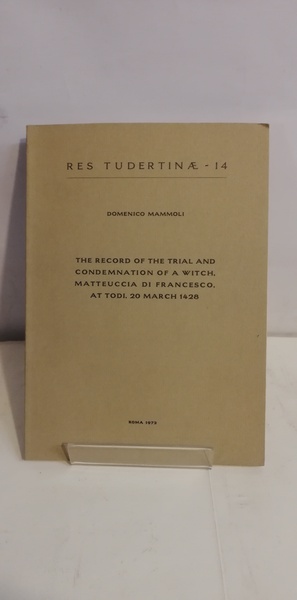 RES TUDERTINÆ - 14
DOMENICO MAMMOLI
THE RECORD OF THE TRIAL AND
CONDEMNATION OF A WITCH,
MATTEUCCIA DI FRANCESCO,
AT TODI, 20 MARCH 1428
ROMA 1972